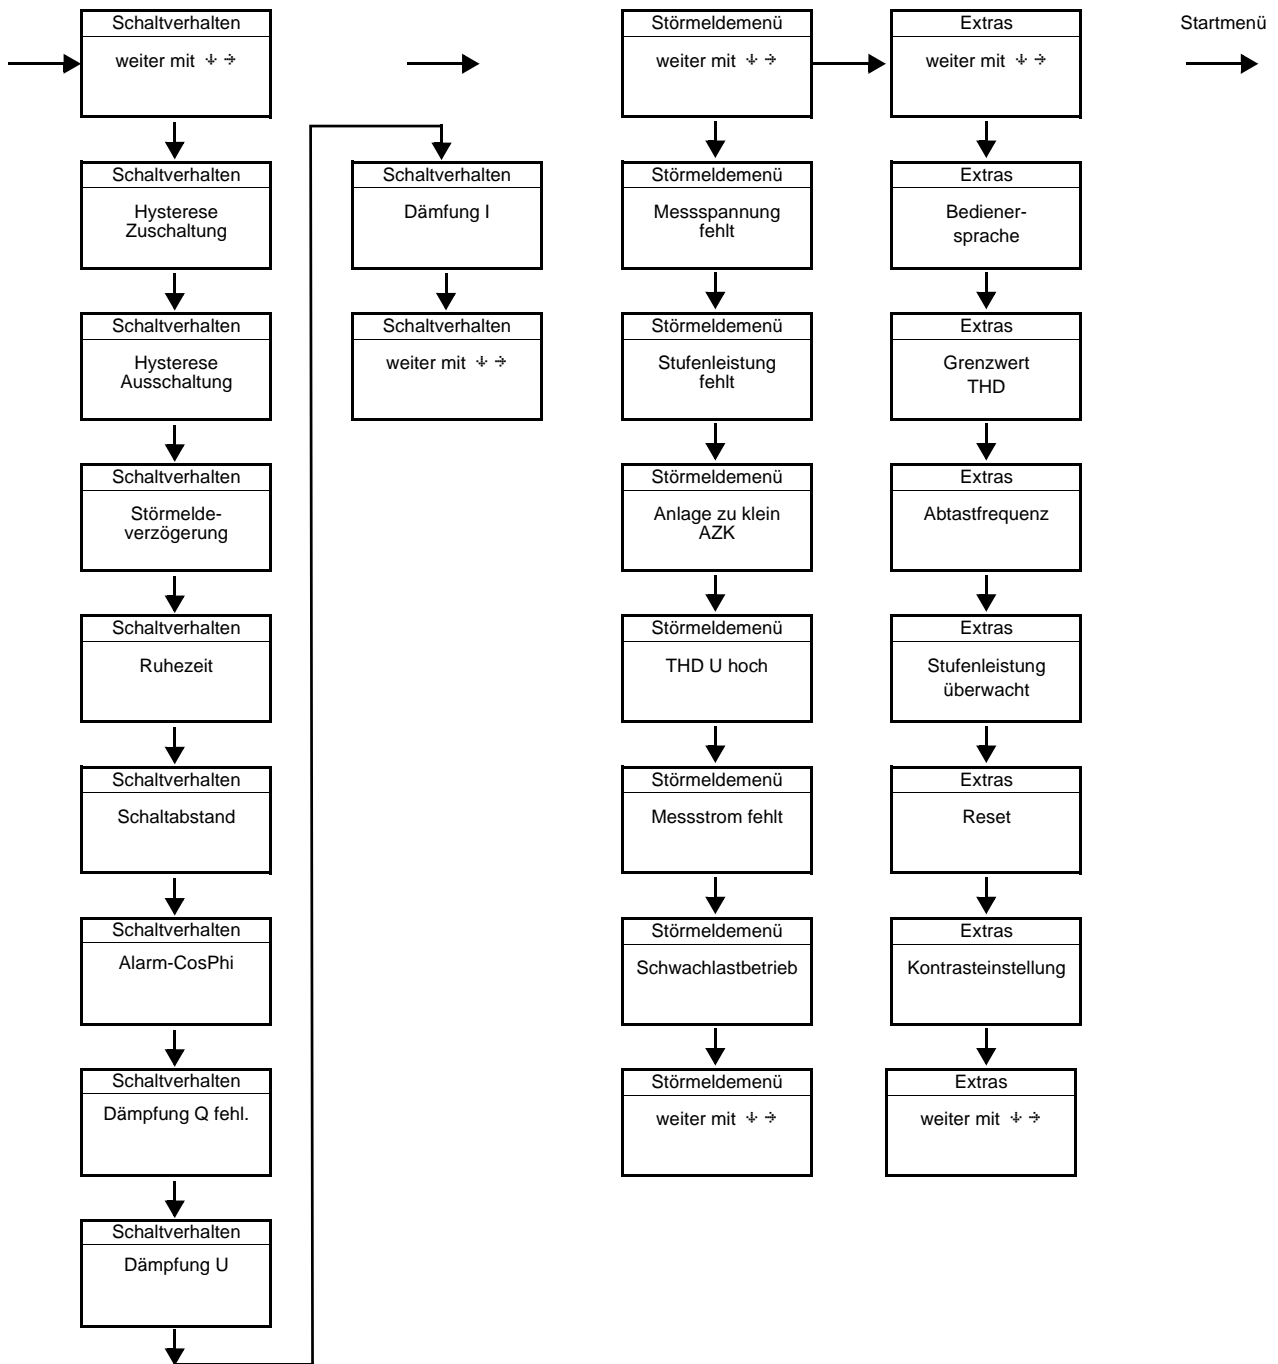 Schaltverhalten
weiter mit ↓ →
Schaltverhalten
Hysterese
Zuschaltung
Schaltverhalten
Hysterese
Ausschaltung
Schaltverhalten
Störmelde-
verzögerung
Schaltverhalten
Ruhezeit
Schaltverhalten
Schaltabstand
Schaltverhalten
Alarm-CosPhi
Schaltverhalten
Dämpfung Q fehl.
Schaltverhalten
Dämpfung U
Schaltverhalten
Dämfung I
Schaltverhalten
weiter mit ↓ →
Störmeldemenü
weiter mit ↓ →
Störmeldemenü
Messspannung
fehlt
Störmeldemenü
Stufenleistung
fehlt
Störmeldemenü
Anlage zu klein
AZK
Störmeldemenü
THD U hoch
Störmeldemenü
Messstrom fehlt
Störmeldemenü
Schwachlastbetrieb
Störmeldemenü
weiter mit ↓ →
Extras
weiter mit ↓ →
Extras
Bediener-
sprache
Extras
Grenzwert
THD
Extras
Abtastfrequenz
Extras
Stufenleistung
überwacht
Extras
Reset
Extras
Kontrasteinstellung
Extras
weiter mit ↓ →
Startmenü